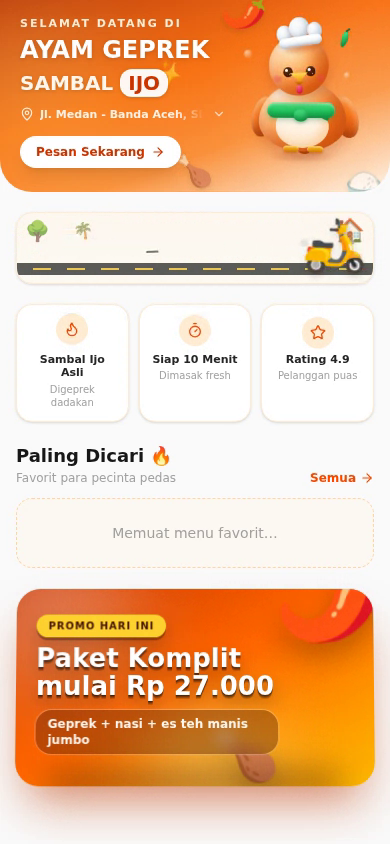 SELAMAT DATANG DI
AYAM GEPREK
SAMBAL IJO
Jl. Medan - Banda Aceh,
Pesan Sekarang
Sambal Ijo
Asli
Digeprek
dadakan
Siap 10 Menit
Dimasak fresh
Rating 4.9
Pelanggan puas
Paling Dicari 🔥
Favorit para pecinta pedas
Semua
Memuat menu favorit...
PROMO HARI INI
Paket Komplit
mulai Rp 27.000
Geprek + nasi + es teh manis
jumbo